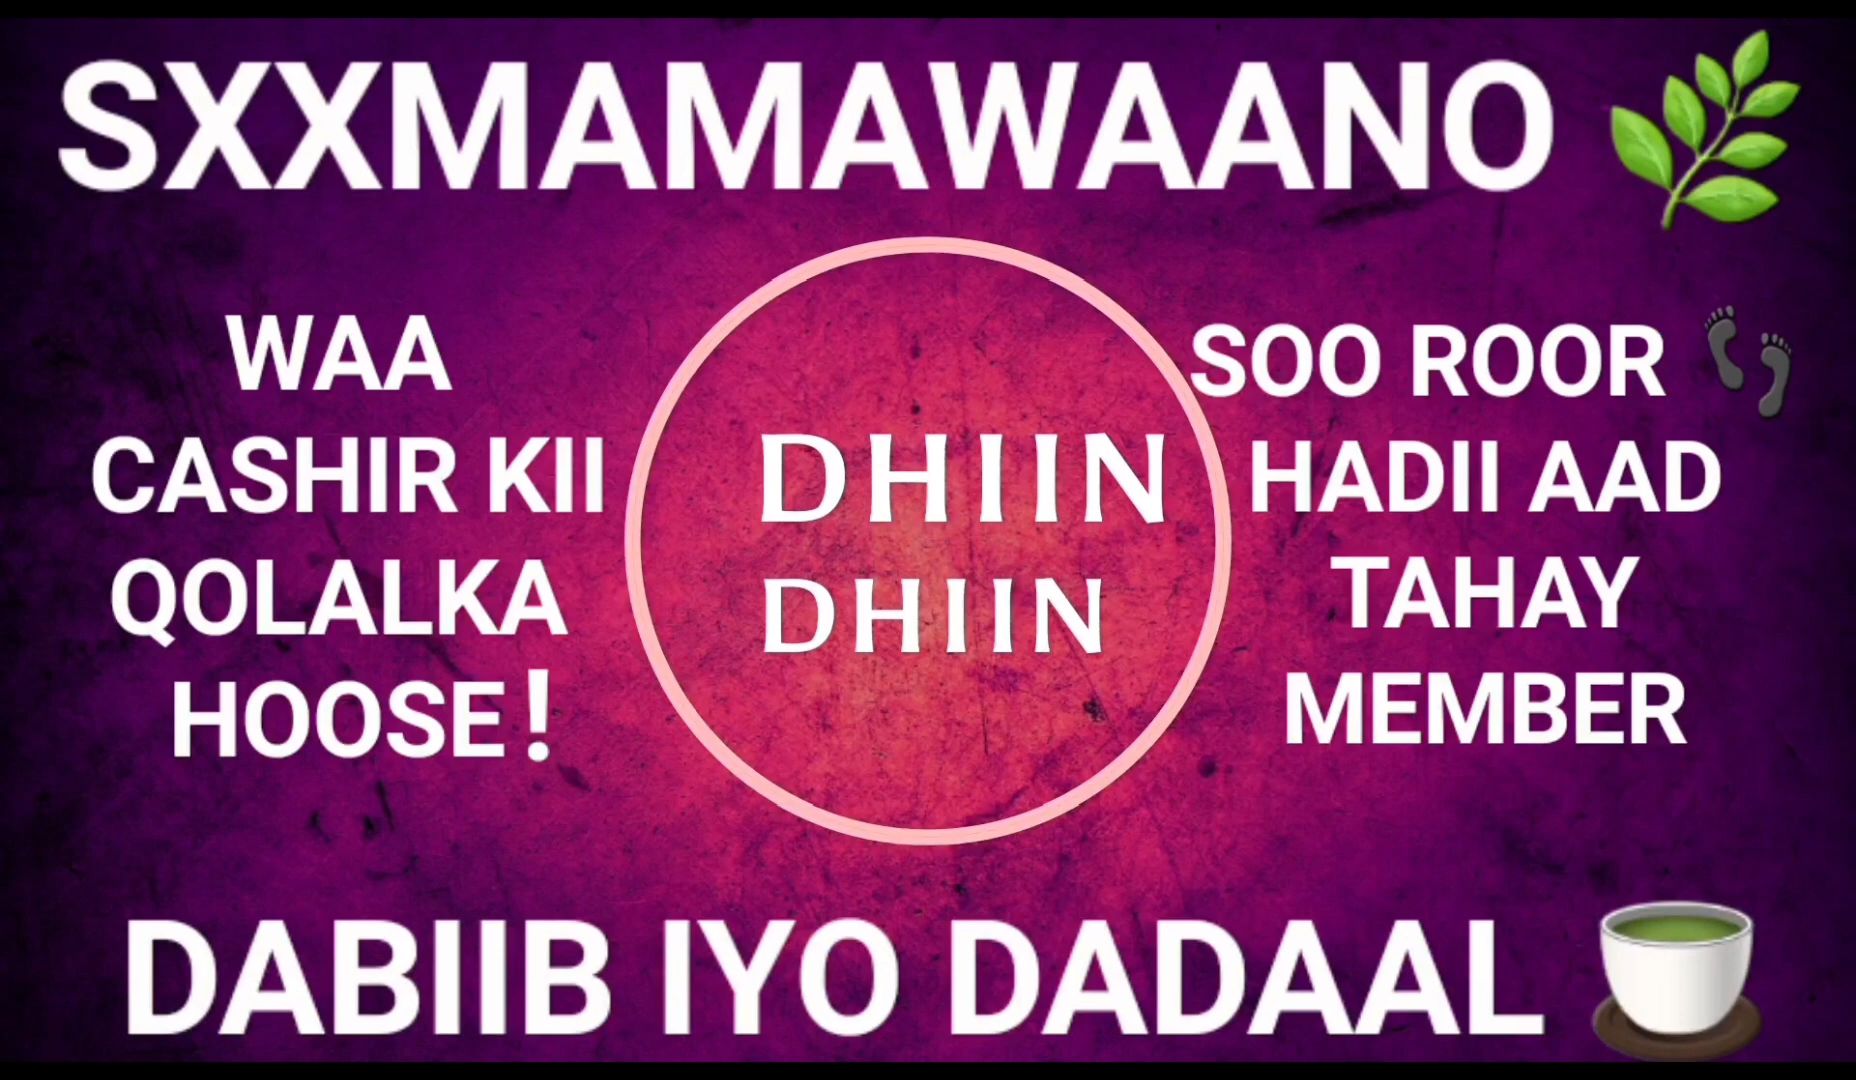 SXXMAMAWAANO 🌿
WAA
CASHIR KII
QOLALKA
HOOSE!
DHIIN
DHIIN
SOO ROOR 👣
HADII AAD
TAHAY
MEMBER
DABIIB IYO DADAAL 🍵